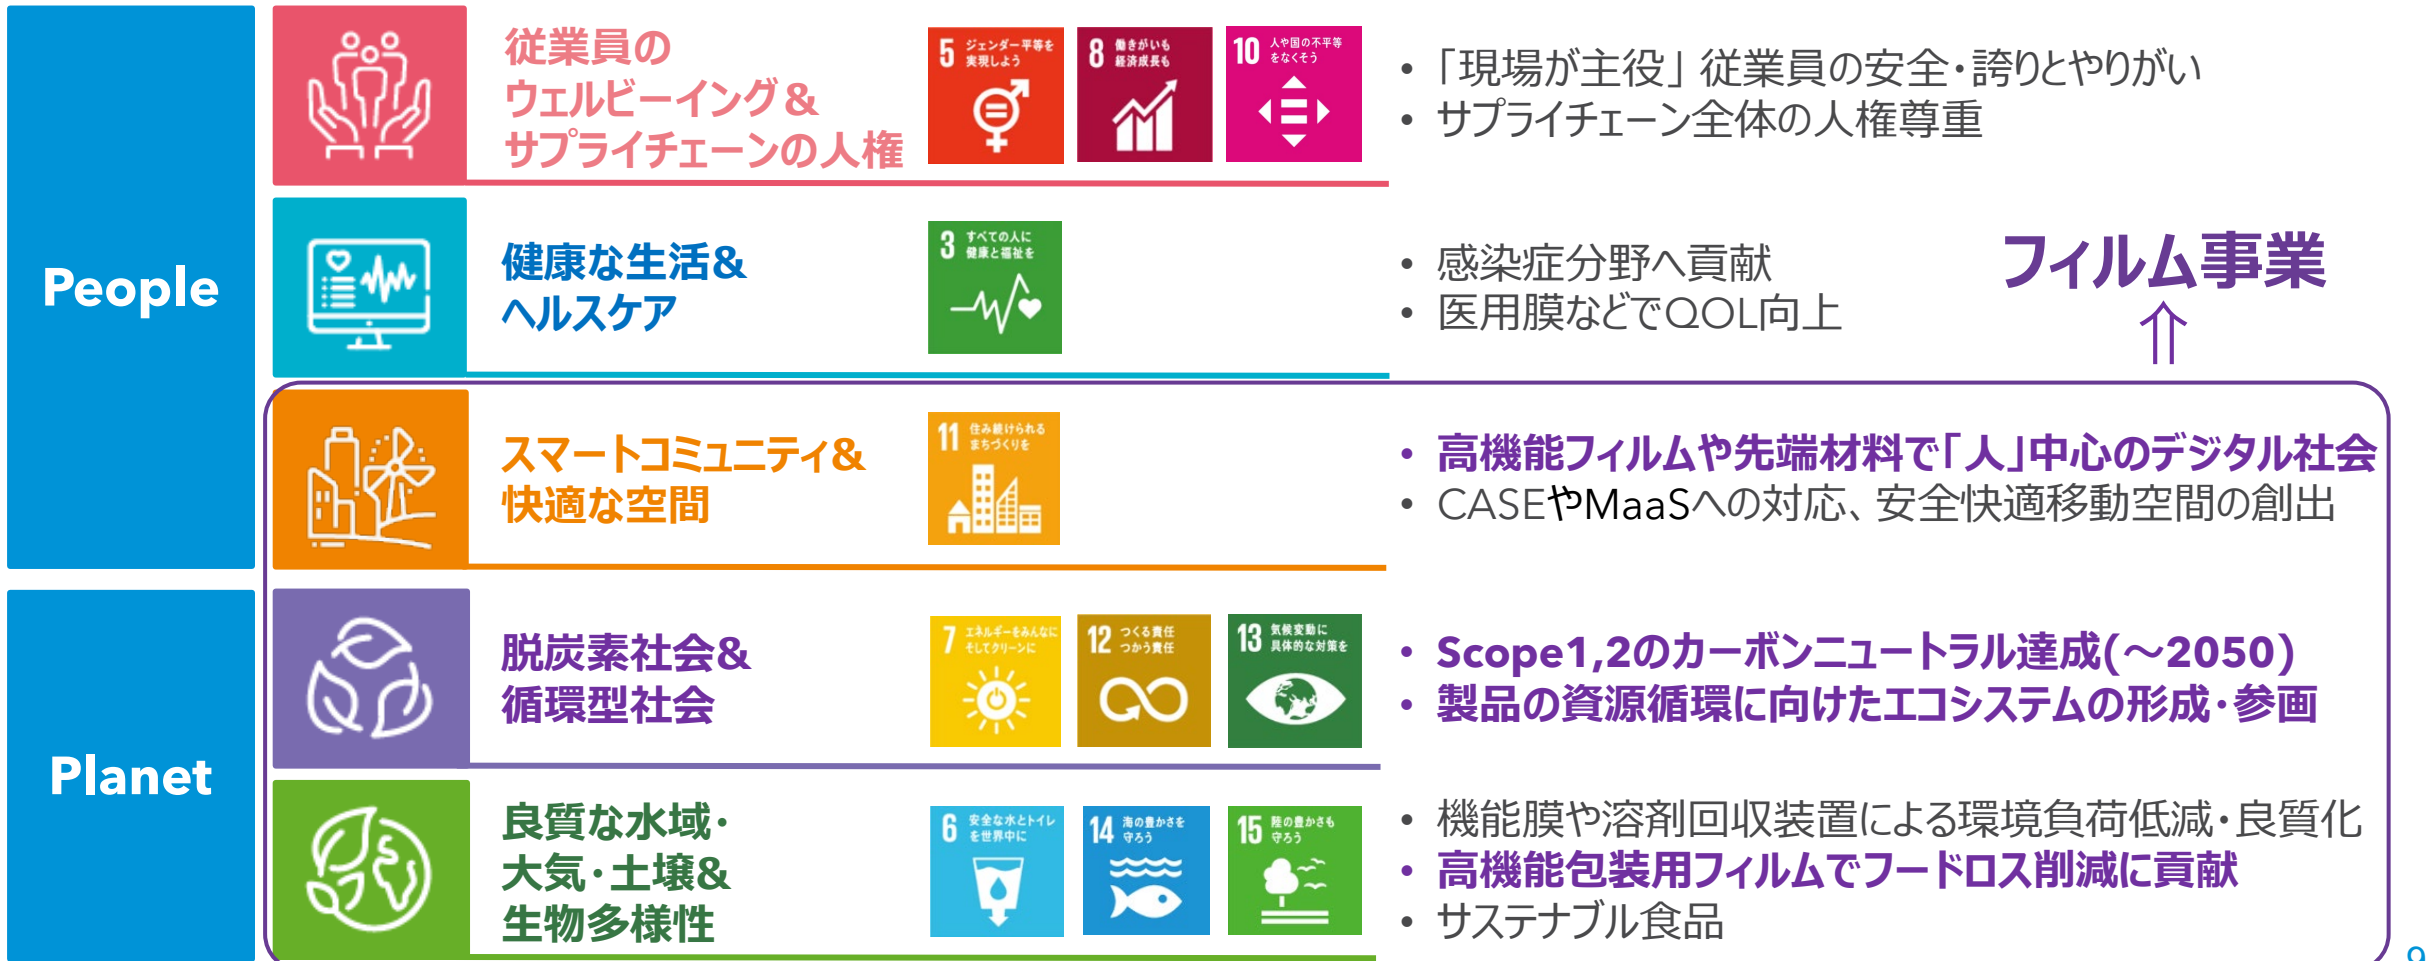 People
従業員の
ウェルビーイング&
サプライチェーンの人権
5 ジェンダー平等を
実現しよう
8 働きがいも
経済成長も
10 人や国の不平等
をなくそう
• 「現場が主役」 従業員の安全・誇りとやりがい
• サプライチェーン全体の人権尊重
健康な生活&
ヘルスケア
3 すべての人に
健康と福祉を
• 感染症分野へ貢献
• 医用膜などでQOL向上
フィルム事業
⇑
スマートコミュニティ&
快適な空間
11 住み続けられる
まちづくりを
• 高機能フィルムや先端材料で「人」中心のデジタル社会
• CASEやMaaSへの対応、安全快適移動空間の創出
Planet
脱炭素社会&
循環型社会
7 エネルギーをみんなに
そしてクリーンに
12 つくる責任
つかう責任
13 気候変動に
具体的な対策を
• Scope1,2のカーボンニュートラル達成(～2050)
• 製品の資源循環に向けたエコシステムの形成・参画
良質な水域・
大気・土壌&
生物多様性
6 安全な水とトイレ
を世界中に
14 海の豊かさを
守ろう
15 陸の豊かさも
守ろう
• 機能膜や溶剤回収装置による環境負荷低減・良質化
• 高機能包装用フィルムでフードロス削減に貢献
• サステナブル食品
9